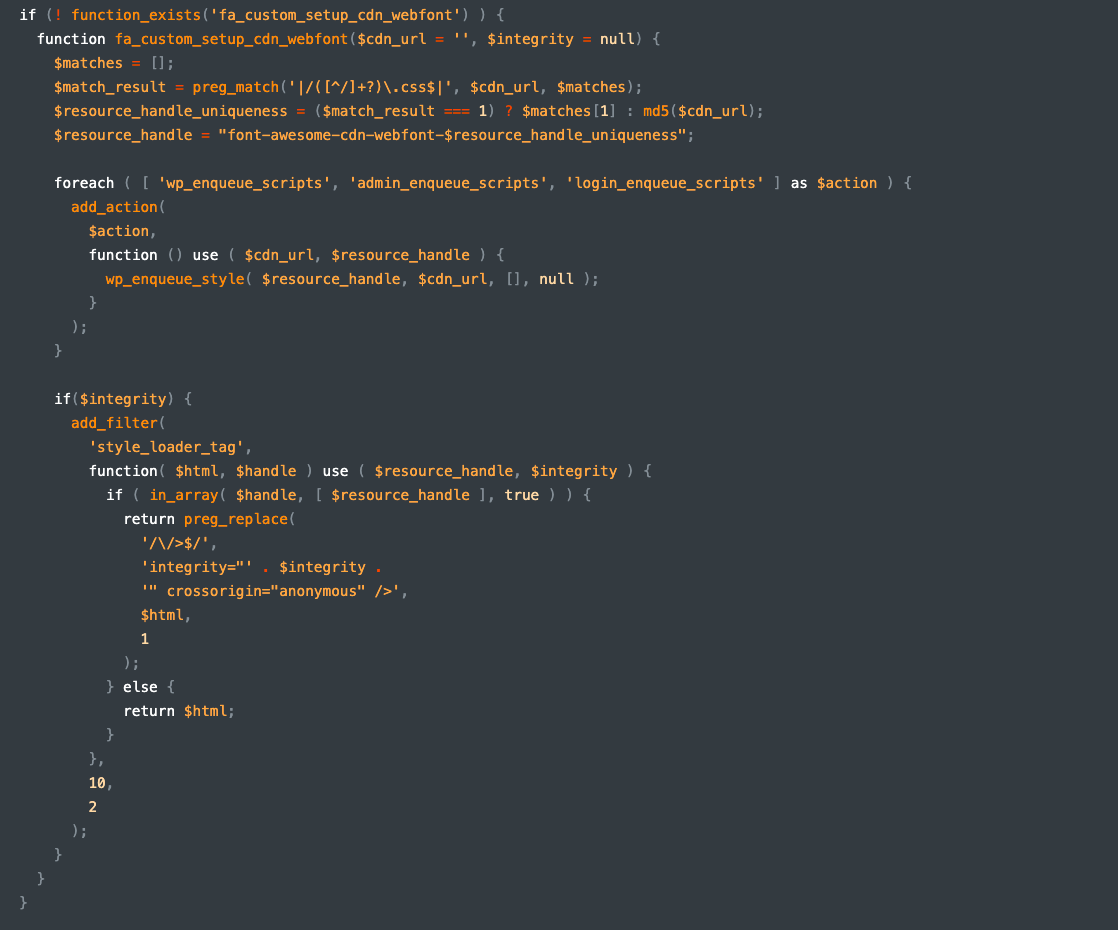 if (! function_exists('fa_custom_setup_cdn_webfont') ) {
  function fa_custom_setup_cdn_webfont($cdn_url = '', $integrity = null) {
    $matches = [];
    $match_result = preg_match('|/([^/]+?)\.css$|', $cdn_url, $matches);
    $resource_handle_uniqueness = ($match_result === 1) ? $matches[1] : md5($cdn_url);
    $resource_handle = "font-awesome-cdn-webfont-$resource_handle_uniqueness";

    foreach ( [ 'wp_enqueue_scripts', 'admin_enqueue_scripts', 'login_enqueue_scripts' ] as $action ) {
      add_action(
        $action,
        function () use ( $cdn_url, $resource_handle ) {
          wp_enqueue_style( $resource_handle, $cdn_url, [], null );
        }
      );
    }

    if($integrity) {
      add_filter(
        'style_loader_tag',
        function( $html, $handle ) use ( $resource_handle, $integrity ) {
          if ( in_array( $handle, [ $resource_handle ], true ) ) {
            return preg_replace(
              '/\/>$/',
              'integrity="' . $integrity .
              '" crossorigin="anonymous" />',
              $html,
              1
            );
          } else {
            return $html;
          }
        },
        10,
        2
      );
    }
  }
}